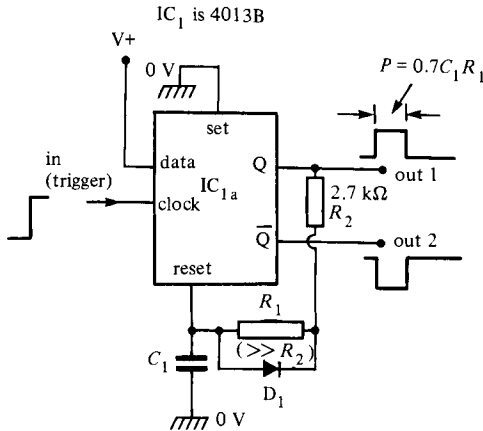 IC₁ is 4013B
V+
0 V
P = 0.7C₁R₁
set
in
(trigger)
data
Q
out 1
clock
IC₁ₐ
2.7 kΩ
R₂
Q̅
out 2
reset
R₁
(>> R₂)
C₁
D₁
0 V